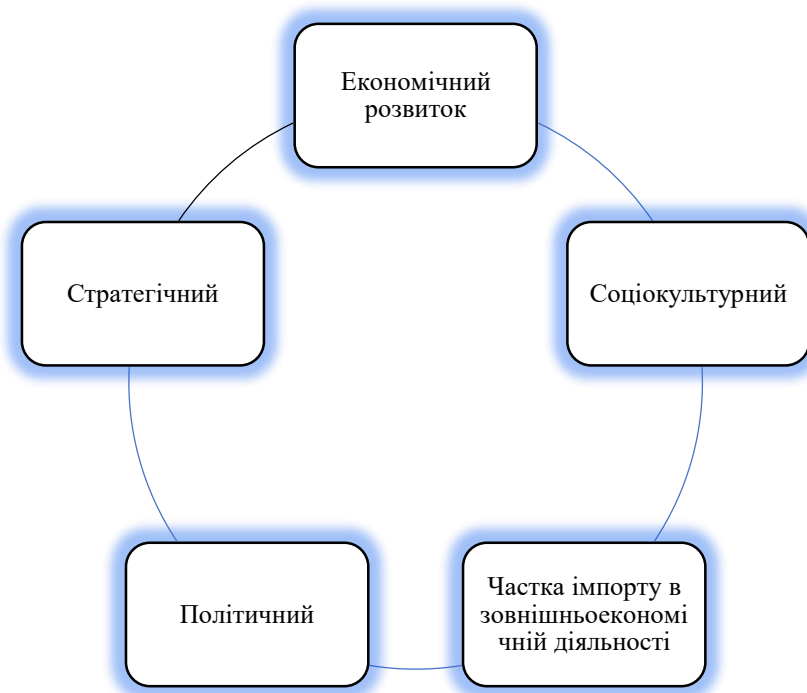 Економічний
розвиток
Стратегічний
Соціокультурний
Політичний
Частка імпорту в
зовнішньоекономі
чній діяльності